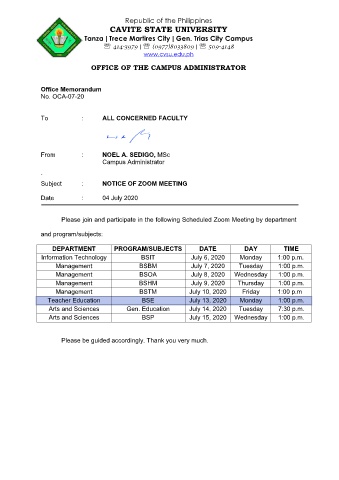 Republic of the Philippines
CAVITE STATE UNIVERSITY
Tanza | Trece Martires City | Gen. Trias City Campus
☏ 414-3979 | ☏ (0977)8033809 | ☏ 509-4148
www.cvsu.edu.ph
OFFICE OF THE CAMPUS ADMINISTRATOR
Office Memorandum
No. OCA-07-20
To : ALL CONCERNED FACULTY
From : NOEL A. SEDIGO, MSc
Campus Administrator
.
Subject : NOTICE OF ZOOM MEETING
Date : 04 July 2020
Please join and participate in the following Scheduled Zoom Meeting by department
and program/subjects:
DEPARTMENT PROGRAM/SUBJECTS DATE DAY TIME
Information Technology BSIT July 6, 2020 Monday 1:00 p.m.
Management BSBM July 7, 2020 Tuesday 1:00 p.m.
Management BSOA July 8, 2020 Wednesday 1:00 p.m.
Management BSHM July 9, 2020 Thursday 1:00 p.m.
Management BSTM July 10, 2020 Friday 1:00 p.m
Teacher Education BSE July 13, 2020 Monday 1:00 p.m.
Arts and Sciences Gen. Education July 14, 2020 Tuesday 7:30 p.m.
Arts and Sciences BSP July 15, 2020 Wednesday 1:00 p.m.
Please be guided accordingly. Thank you very much.